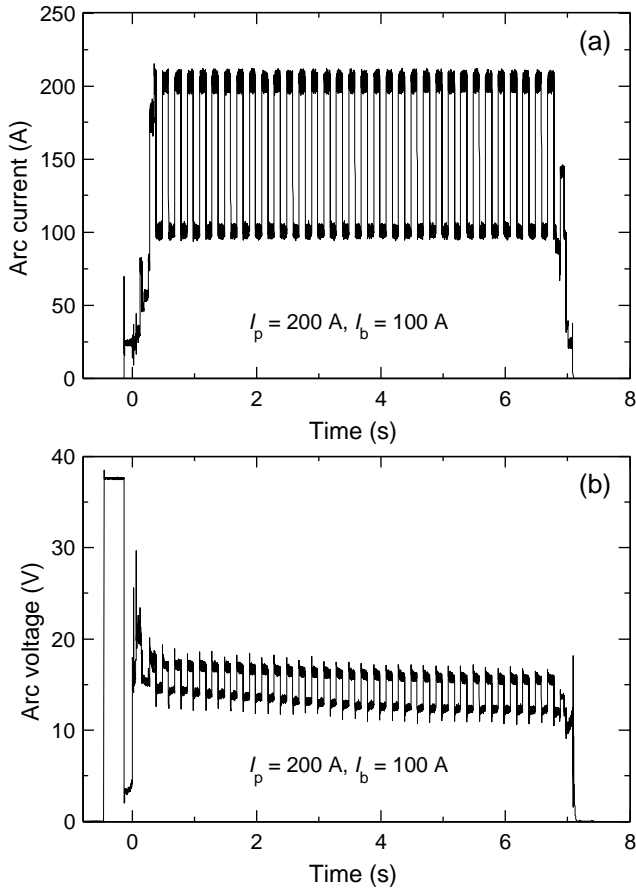 (a)
250
200
150
100
50
0
Arc current (A)
I_p = 200 A, I_b = 100 A
0 2 4 6 8
Time (s)
(b)
40
30
20
10
0
Arc voltage (V)
I_p = 200 A, I_b = 100 A
0 2 4 6 8
Time (s)